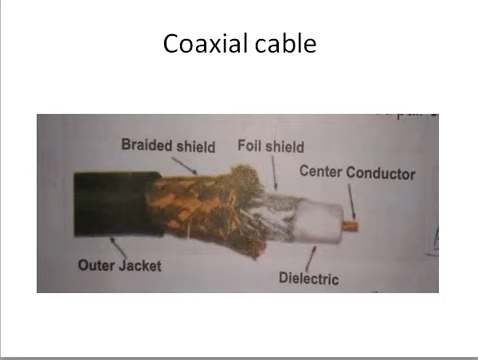 Coaxial cable
Braided shield
Foil shield
Center Conductor
Outer Jacket
Dielectric